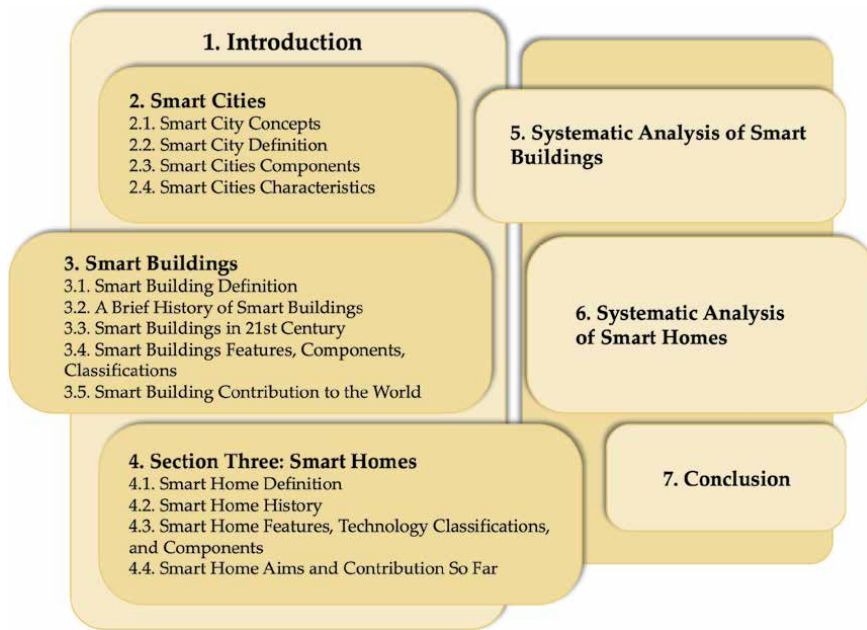 1. Introduction
2. Smart Cities
2.1. Smart City Concepts
2.2. Smart City Definition
2.3. Smart Cities Components
2.4. Smart Cities Characteristics
3. Smart Buildings
3.1. Smart Building Definition
3.2. A Brief History of Smart Buildings
3.3. Smart Buildings in 21st Century
3.4. Smart Buildings Features, Components,
Classifications
3.5. Smart Building Contribution to the World
4. Section Three: Smart Homes
4.1. Smart Home Definition
4.2. Smart Home History
4.3. Smart Home Features, Technology Classifications,
and Components
4.4. Smart Home Aims and Contribution So Far
5. Systematic Analysis of Smart
Buildings
6. Systematic Analysis
of Smart Homes
7. Conclusion